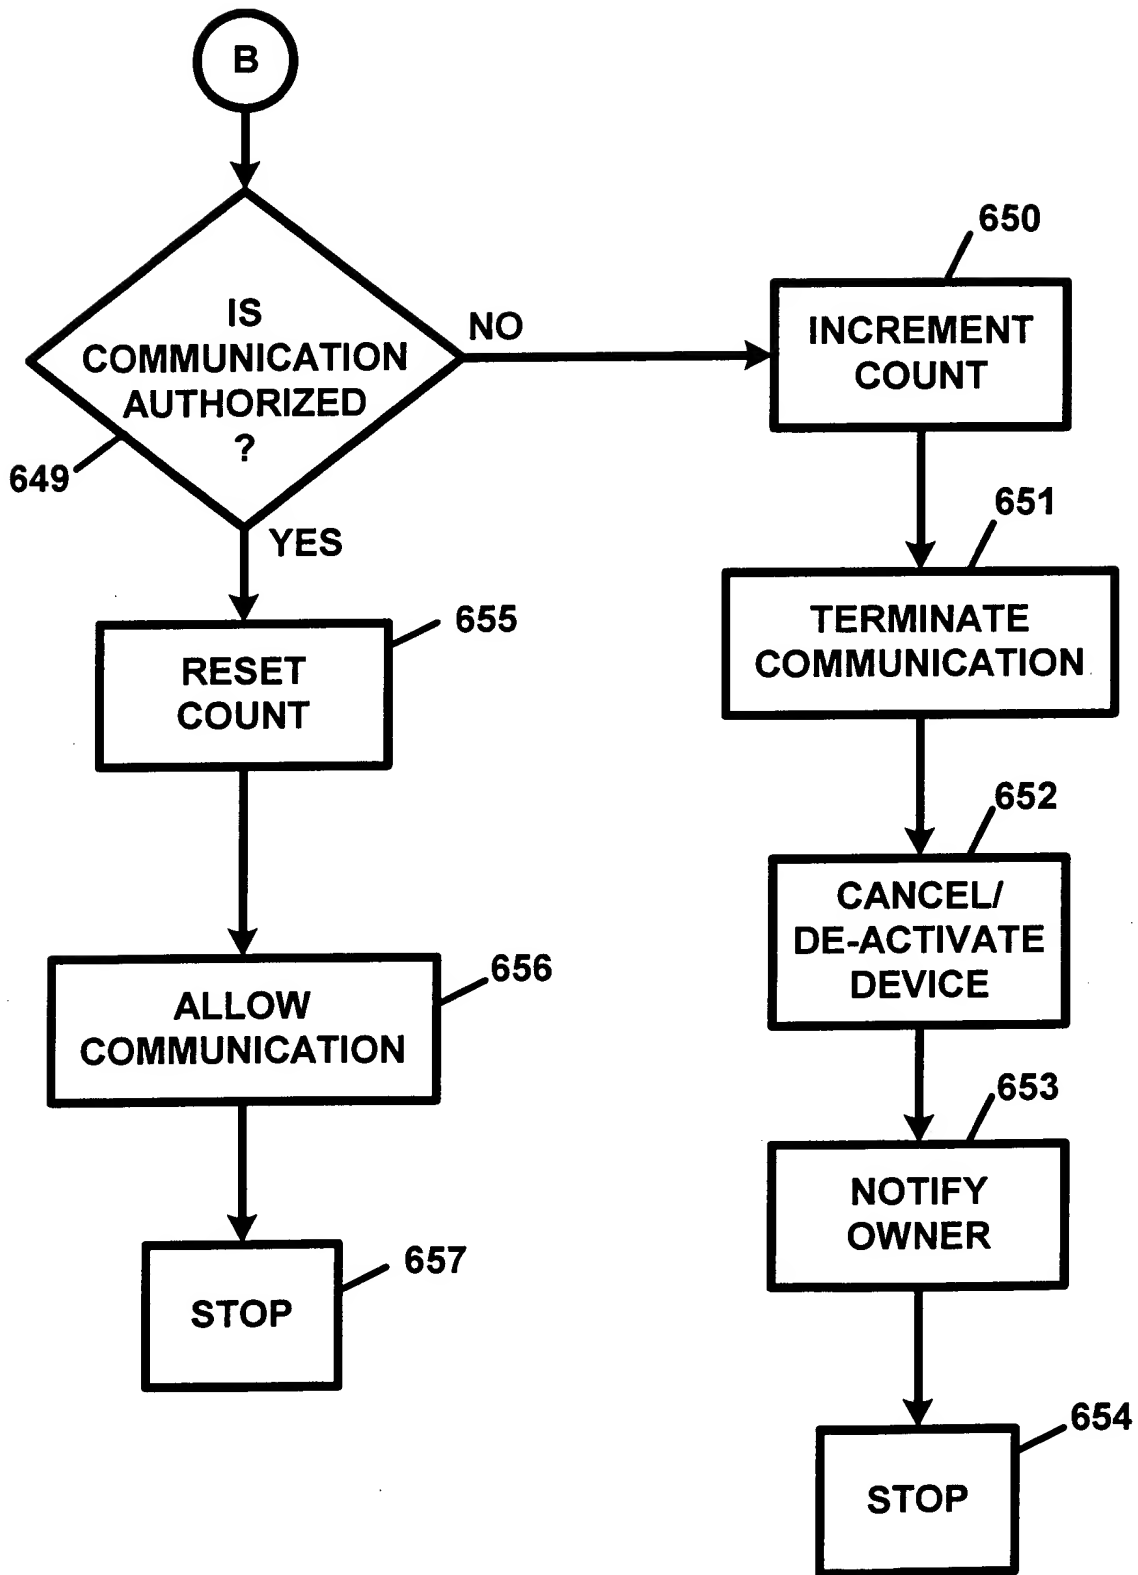 B
IS
COMMUNICATION
AUTHORIZED
?
649
NO
YES
650
INCREMENT
COUNT
651
TERMINATE
COMMUNICATION
652
CANCEL/
DE-ACTIVATE
DEVICE
653
NOTIFY
OWNER
654
STOP
655
RESET
COUNT
656
ALLOW
COMMUNICATION
657
STOP